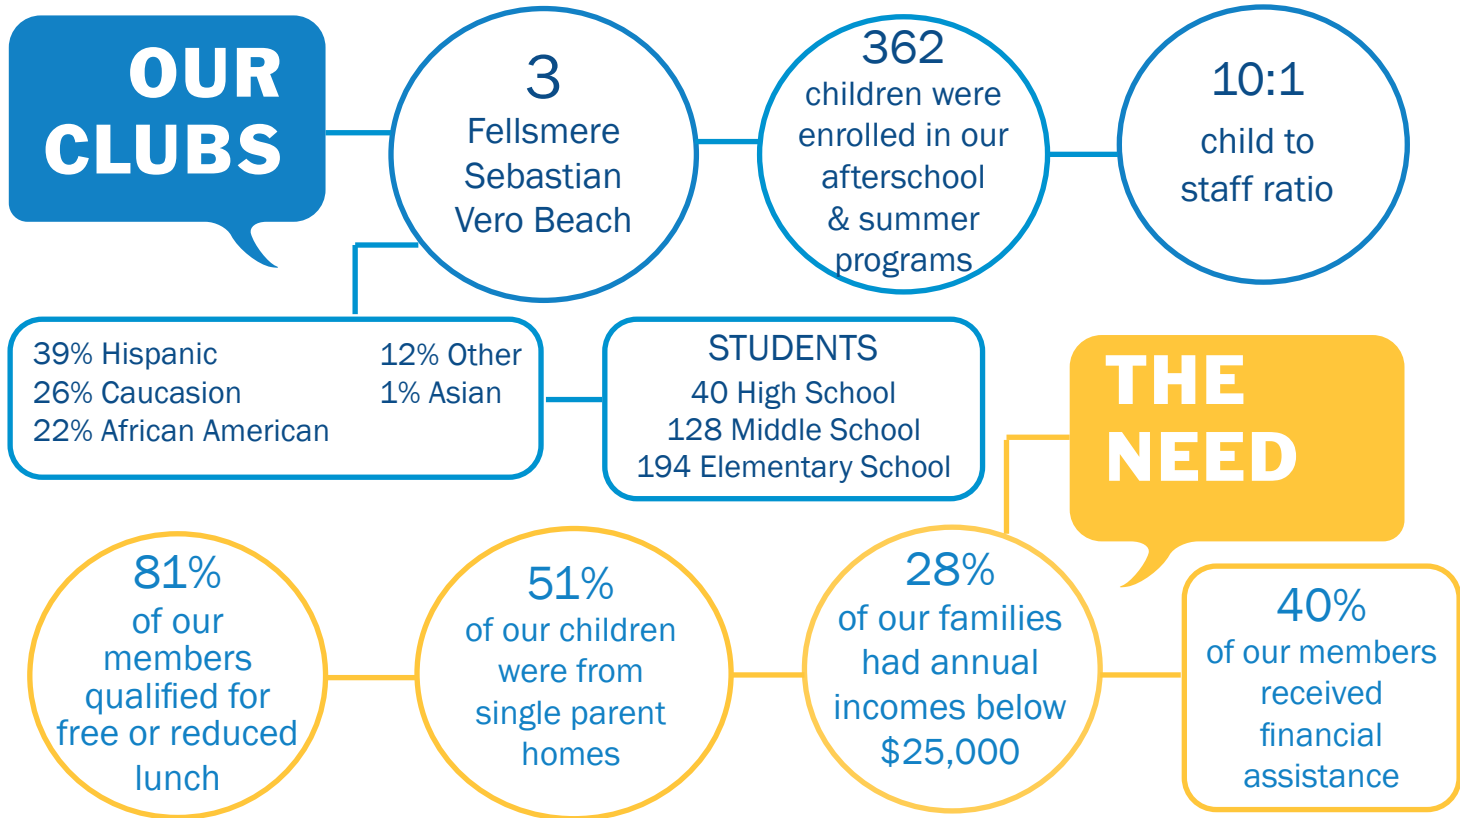 OUR
CLUBS
3
Fellsmere
Sebastian
Vero Beach
362
children were
enrolled in our
afterschool
& summer
programs
10:1
child to
staff ratio
39% Hispanic
26% Caucasion
22% African American
12% Other
1% Asian
STUDENTS
40 High School
128 Middle School
194 Elementary School
THE
NEED
81%
of our
members
qualified for
free or reduced
lunch
51%
of our children
were from
single parent
homes
28%
of our families
had annual
incomes below
$25,000
40%
of our members
received
financial
assistance